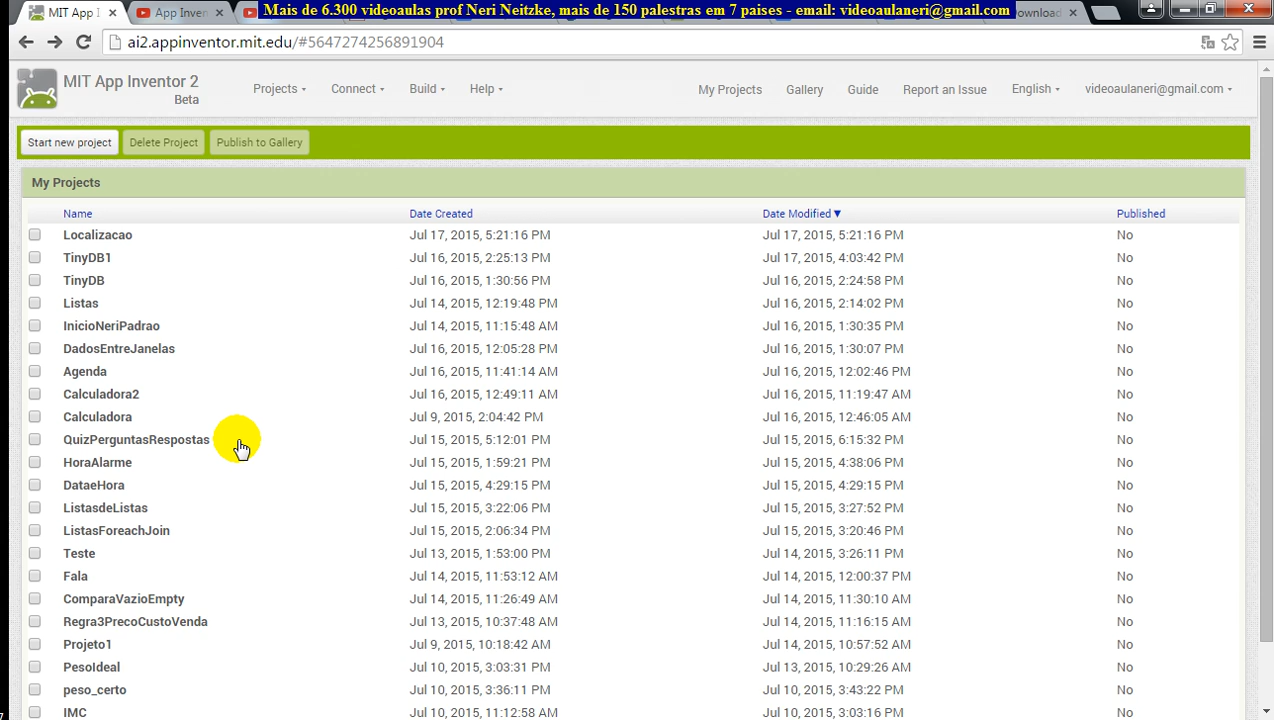 MIT App Inventor 2
App Inven
Mais de 6.300 videoaulas prof Neri Neitzke, mais de 150 palestras em 7 paises - email: videoaulaneri@gmail.com
ownload
ai2.appinventor.mit.edu/#5647274256891904
MIT App Inventor 2
Beta
Projects
Connect
Build
Help
My Projects
Gallery
Guide
Report an Issue
English
videoaulaneri@gmail.com
Start new project
Delete Project
Publish to Gallery
My Projects
Name Date Created Date Modified ▼ Published
Localizacao Jul 17, 2015, 5:21:16 PM Jul 17, 2015, 5:21:16 PM No
TinyDB1 Jul 16, 2015, 2:25:13 PM Jul 17, 2015, 4:03:42 PM No
TinyDB Jul 16, 2015, 1:30:56 PM Jul 16, 2015, 2:24:58 PM No
Listas Jul 14, 2015, 12:19:48 PM Jul 16, 2015, 2:14:02 PM No
InicioNeriPadrao Jul 14, 2015, 11:15:48 AM Jul 16, 2015, 1:30:35 PM No
DadosEntreJanelas Jul 16, 2015, 12:05:28 PM Jul 16, 2015, 1:30:07 PM No
Agenda Jul 16, 2015, 11:41:14 AM Jul 16, 2015, 12:02:46 PM No
Calculadora2 Jul 16, 2015, 12:49:11 AM Jul 16, 2015, 11:19:47 AM No
Calculadora Jul 9, 2015, 2:04:42 PM Jul 16, 2015, 12:46:05 AM No
QuizPerguntasRespostas Jul 15, 2015, 5:12:01 PM Jul 15, 2015, 6:15:32 PM No
HoraAlarme Jul 15, 2015, 1:59:21 PM Jul 15, 2015, 4:38:06 PM No
DataeHora Jul 15, 2015, 4:29:15 PM Jul 15, 2015, 4:29:15 PM No
ListasdeListas Jul 15, 2015, 3:22:06 PM Jul 15, 2015, 3:27:52 PM No
ListasForeachJoin Jul 15, 2015, 2:06:34 PM Jul 15, 2015, 3:20:46 PM No
Teste Jul 13, 2015, 1:53:00 PM Jul 14, 2015, 3:26:11 PM No
Fala Jul 14, 2015, 11:53:12 AM Jul 14, 2015, 12:00:37 PM No
ComparaVazioEmpty Jul 14, 2015, 11:26:49 AM Jul 14, 2015, 11:30:10 AM No
Regra3PrecoCustoVenda Jul 13, 2015, 10:37:48 AM Jul 14, 2015, 11:16:15 AM No
Projeto1 Jul 9, 2015, 10:18:42 AM Jul 14, 2015, 10:57:52 AM No
PesoIdeal Jul 10, 2015, 3:03:31 PM Jul 13, 2015, 10:29:26 AM No
peso_certo Jul 10, 2015, 3:36:11 PM Jul 10, 2015, 3:43:22 PM No
IMC Jul 10, 2015, 11:12:58 AM Jul 10, 2015, 3:03:16 PM No